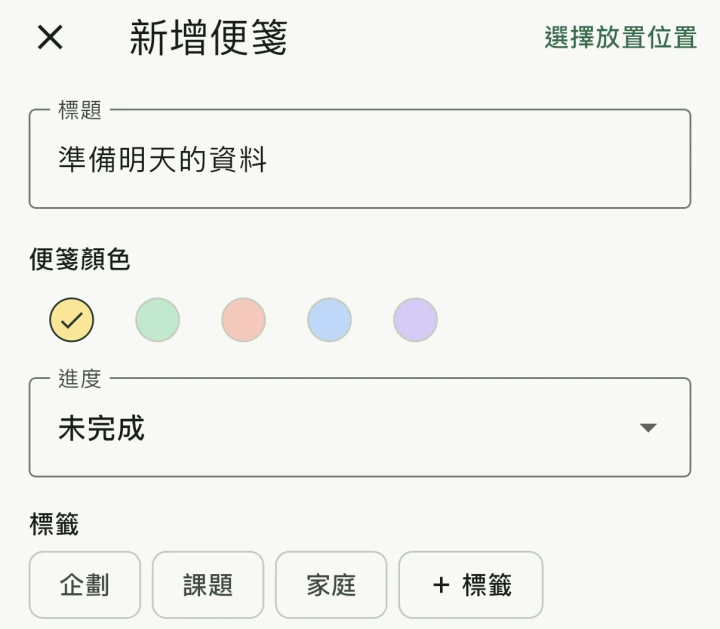 新增便箋 選擇放置位置
標題
準備明天的資料
便箋顏色
進度
未完成
標籤
企劃 課題 家庭 + 標籤